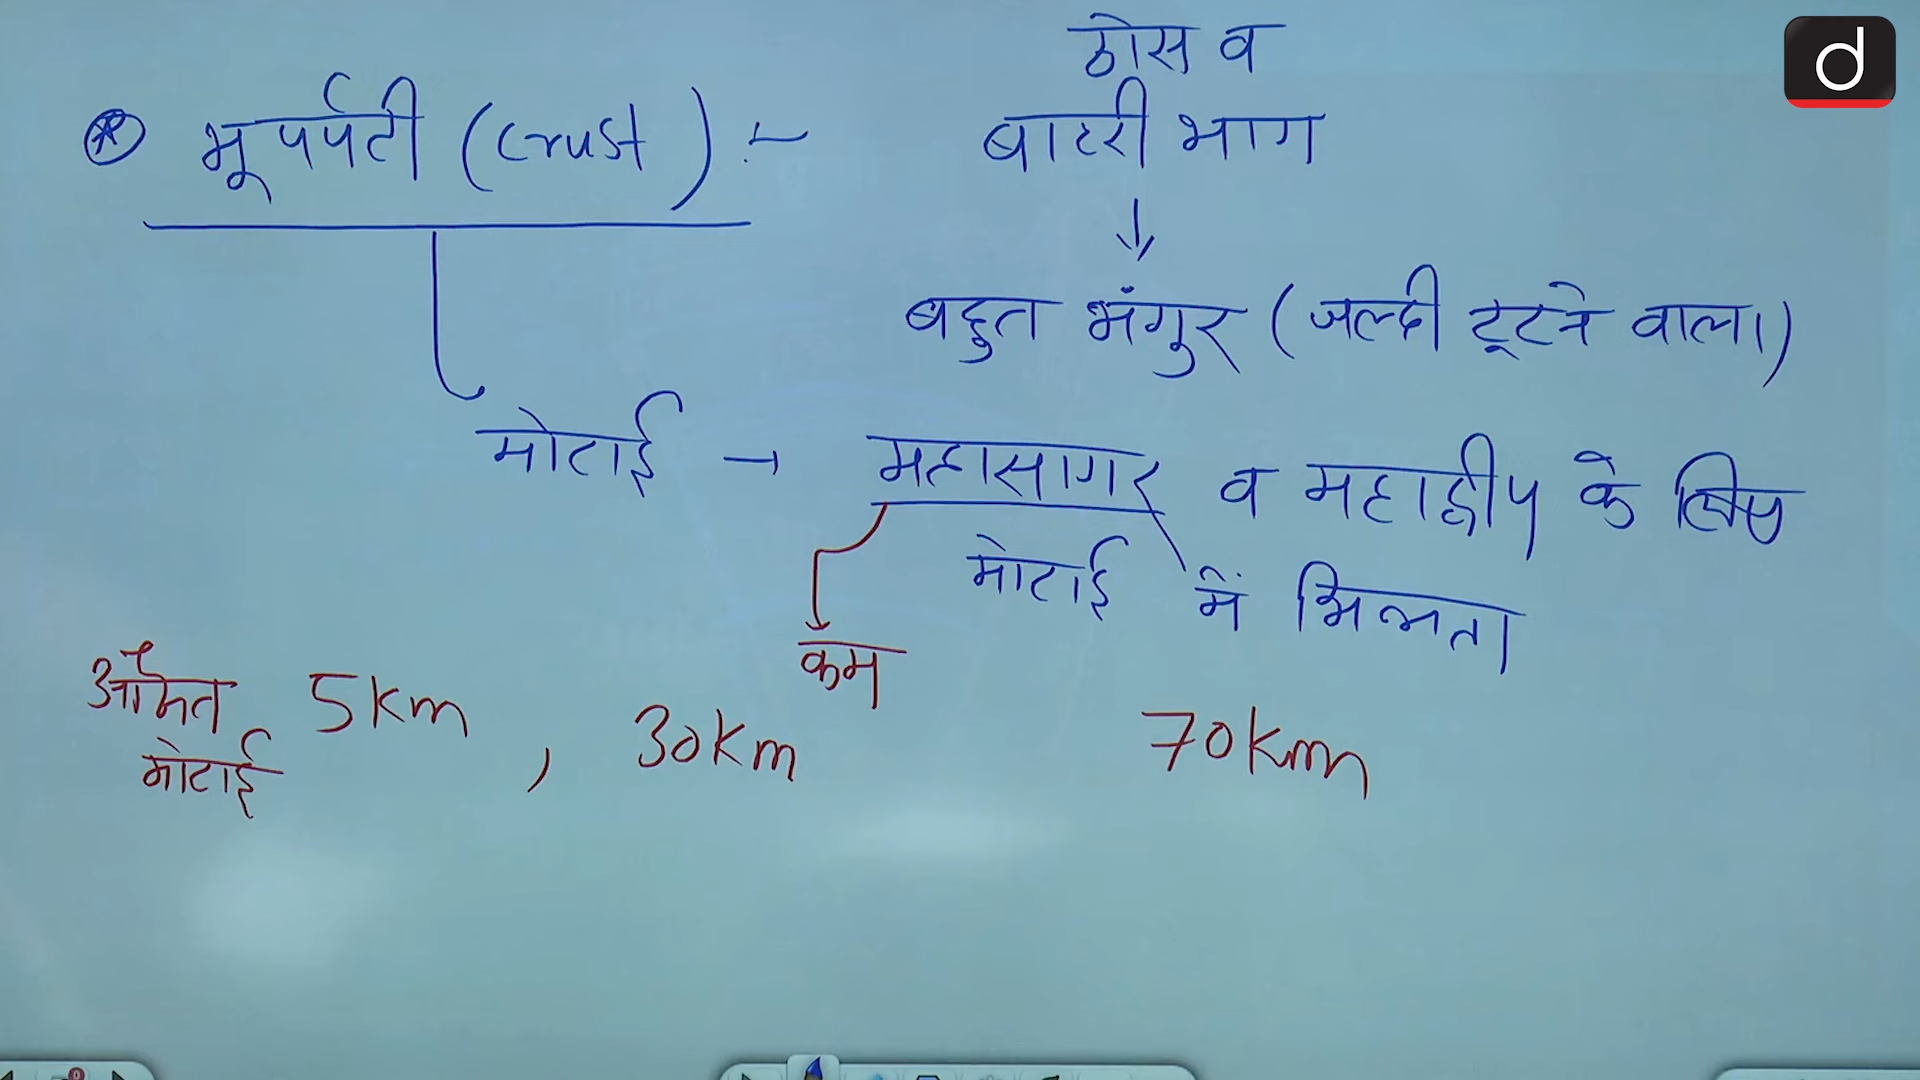 ठोस व
भूपर्पटी (Crust) :-
बाहरी भाग
↓
बहुत भंगुर (जल्दी टूटने वाला)
मोटाई → महासागर व महाद्वीप के लिए
मोटाई में भिन्नता
कम
औसत मोटाई 5km, 30km 70km
d